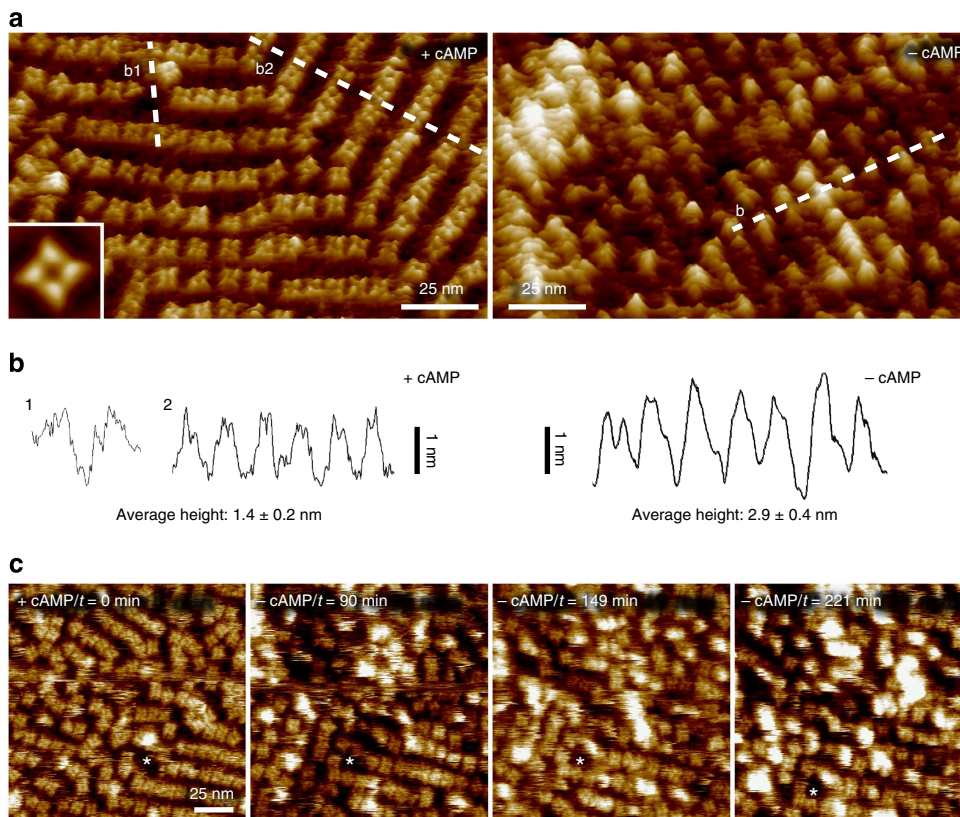 a
+ cAMP
b1
b2
25 nm
– cAMP
b
25 nm
b
+ cAMP
1
2
1 nm
Average height: 1.4 ± 0.2 nm
– cAMP
1 nm
Average height: 2.9 ± 0.4 nm
c
+ cAMP/t = 0 min
*
25 nm
– cAMP/t = 90 min
*
– cAMP/t = 149 min
*
– cAMP/t = 221 min
*